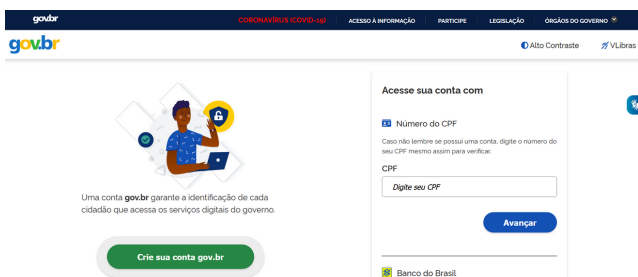 gov.br
CORONAVÍRUS (COVID-19)
ACESSO À INFORMAÇÃO
PARTICIPE
LEGISLAÇÃO
ÓRGÃOS DO GOVERNO
gov.br
Alto Contraste
VLibras
Acesse sua conta com
Número do CPF
Caso não lembre se possui uma conta, digite o número do
seu CPF mesmo assim para verificar.
CPF
Digite seu CPF
Avançar
Banco do Brasil
Uma conta gov.br garante a identificação de cada
cidadão que acessa os serviços digitais do governo.
Crie sua conta gov.br